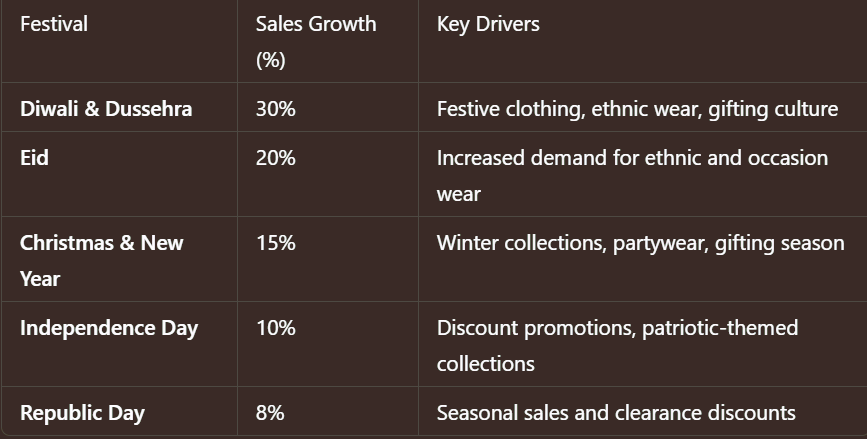 Festival Sales Growth (%) Key Drivers
Diwali & Dussehra 30% Festive clothing, ethnic wear, gifting culture
Eid 20% Increased demand for ethnic and occasion wear
Christmas & New Year 15% Winter collections, partywear, gifting season
Independence Day 10% Discount promotions, patriotic-themed collections
Republic Day 8% Seasonal sales and clearance discounts